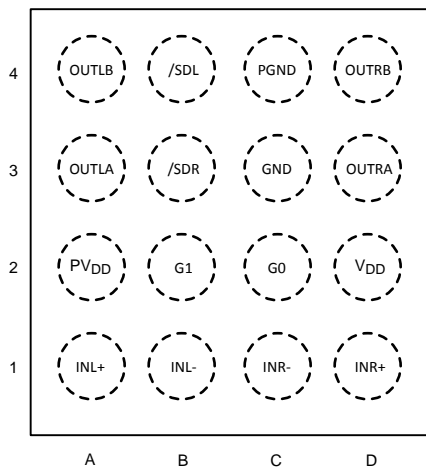 4 OUTLB /SDL PGND OUTRB
3 OUTLA /SDR GND OUTRA
2 PVDD G1 G0 VDD
1 INL+ INL- INR- INR+
A B C D